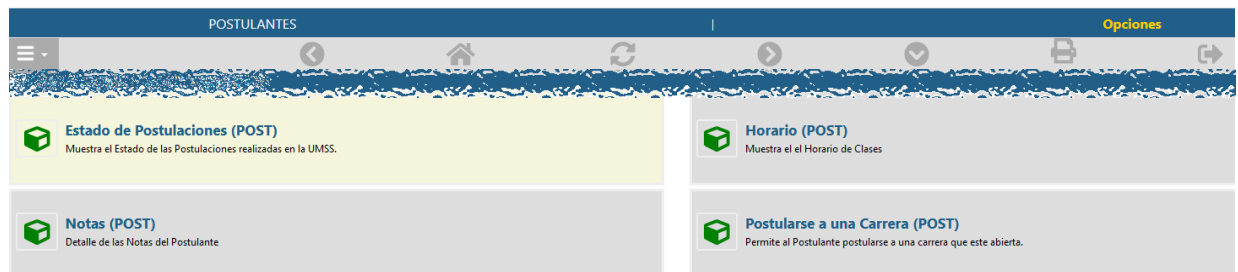 POSTULANTES | Opciones
Estado de Postulaciones (POST)
Muestra el Estado de las Postulaciones realizadas en la UMSS.
Horario (POST)
Muestra el el Horario de Clases
Notas (POST)
Detalle de las Notas del Postulante
Postularse a una Carrera (POST)
Permite al Postulante postularse a una carrera que este abierta.